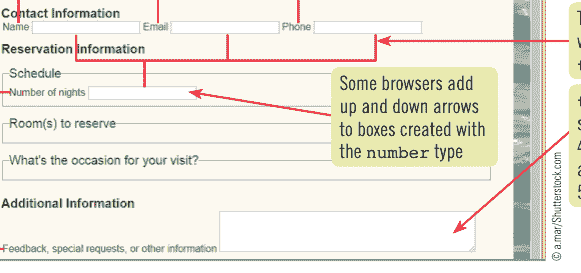 Contact Information
Name Email Phone
Reservation Information
Schedule
Number of nights
Some browsers add
up and down arrows
to boxes created with
the number type
Room(s) to reserve
What's the occasion for your visit?
Additional Information
Feedback, special requests, or other information
© a.mar/Shutterstock.com